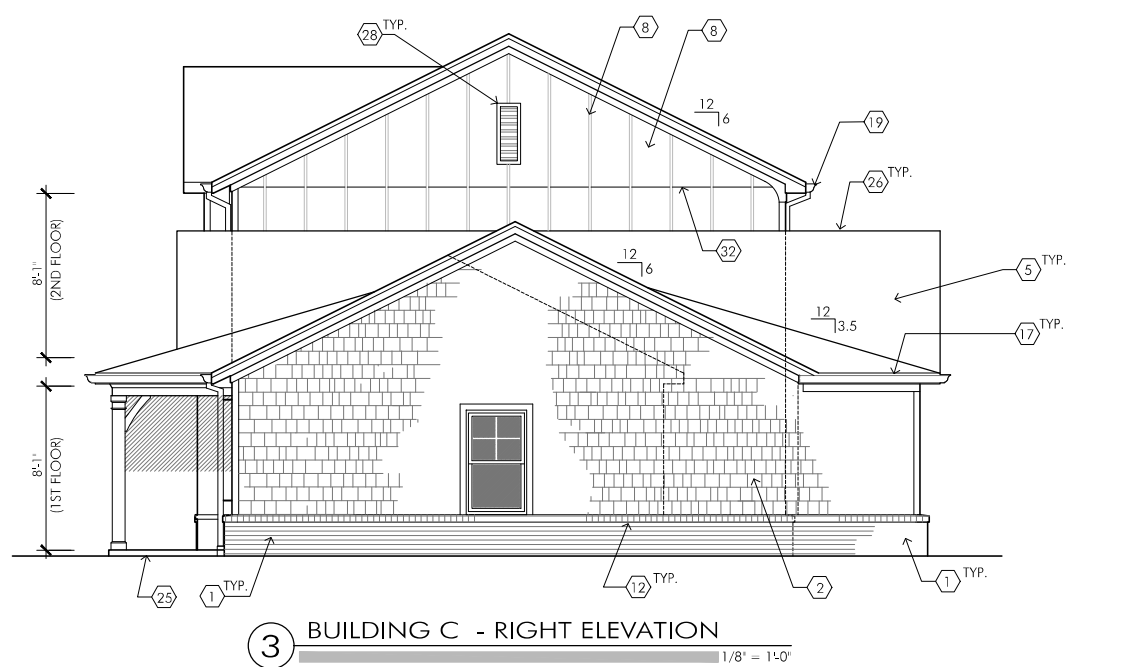 28 TYP.
8
8
12
6
19
26 TYP.
32
12
6
5 TYP.
12
3.5
17 TYP.
8'-1"
(2ND FLOOR)
8'-1"
(1ST FLOOR)
25
1 TYP.
12 TYP.
2
1 TYP.
3 BUILDING C - RIGHT ELEVATION
1/8" = 1'-0"